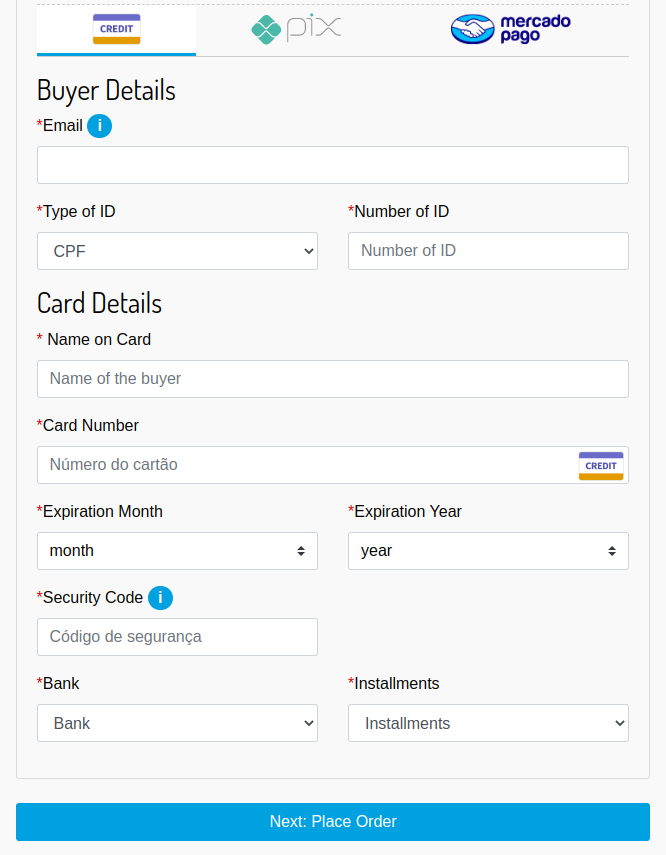 CREDIT pix mercado pago
Buyer Details
*Email i
*Type of ID *Number of ID
CPF Number of ID
Card Details
* Name on Card
Name of the buyer
*Card Number
Número do cartão CREDIT
*Expiration Month *Expiration Year
month year
*Security Code i
Código de segurança
*Bank *Installments
Bank Installments
Next: Place Order